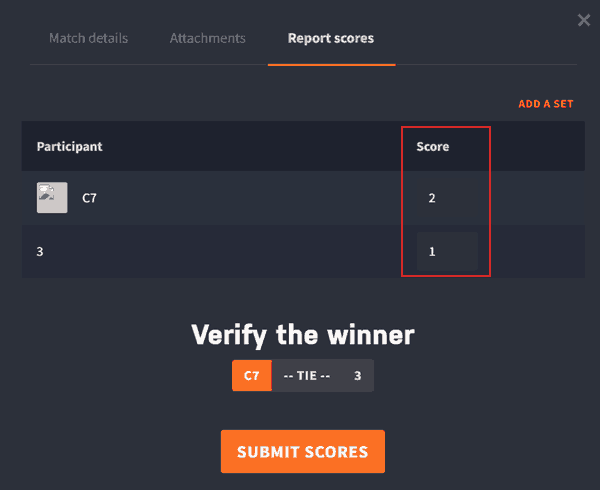 Match details Attachments Report scores
ADD A SET
Participant Score
C7 2
3 1
Verify the winner
C7 -- TIE -- 3
SUBMIT SCORES